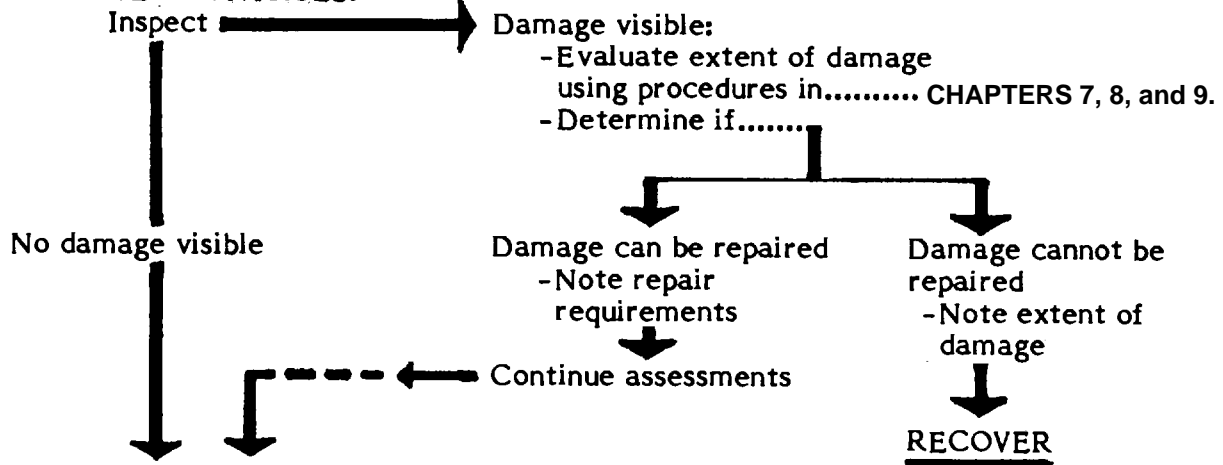 Inspect
Damage visible:
-Evaluate extent of damage
using procedures in.......... CHAPTERS 7, 8, and 9.
-Determine if........
No damage visible
Damage can be repaired
-Note repair
requirements
Damage cannot be
repaired
-Note extent of
damage
Continue assessments
RECOVER